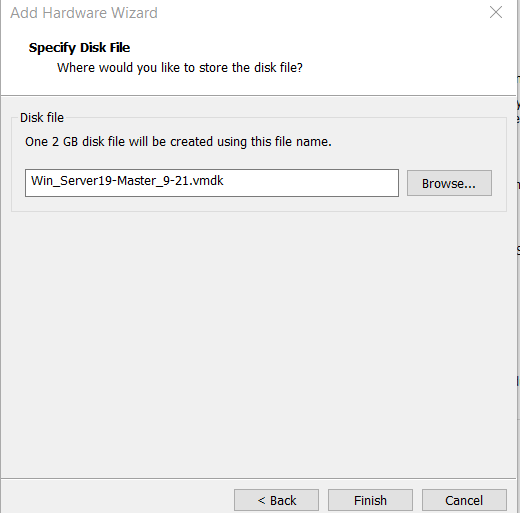 Add Hardware Wizard
Specify Disk File
Where would you like to store the disk file?
Disk file
One 2 GB disk file will be created using this file name.
Win_Server19-Master_9-21.vmdk
Browse...
< Back
Finish
Cancel